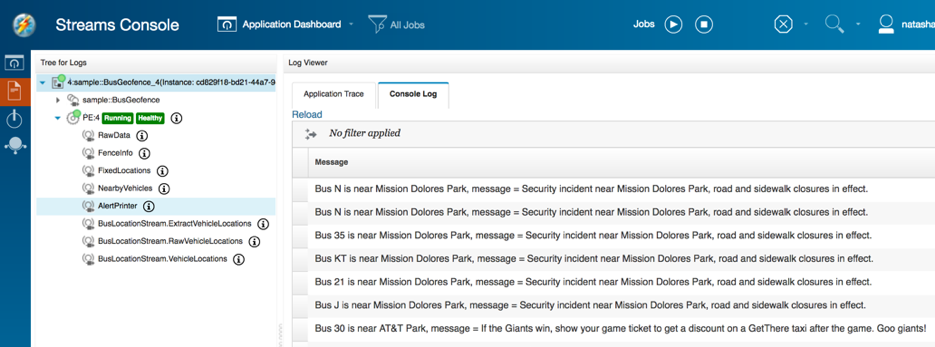 Streams Console
Application Dashboard
All Jobs
Jobs
natasha
Tree for Logs
4:sample::BusGeofence_4(Instance: cd829f18-bd21-44a7-9
sample::BusGeofence
PE:4 Running Healthy
RawData
FenceInfo
FixedLocations
NearbyVehicles
AlertPrinter
BusLocationStream.ExtractVehicleLocations
BusLocationStream.RawVehicleLocations
BusLocationStream.VehicleLocations
Log Viewer
Application Trace
Console Log
Reload
No filter applied
Message
Bus N is near Mission Dolores Park, message = Security incident near Mission Dolores Park, road and sidewalk closures in effect.
Bus N is near Mission Dolores Park, message = Security incident near Mission Dolores Park, road and sidewalk closures in effect.
Bus 35 is near Mission Dolores Park, message = Security incident near Mission Dolores Park, road and sidewalk closures in effect.
Bus KT is near Mission Dolores Park, message = Security incident near Mission Dolores Park, road and sidewalk closures in effect.
Bus 21 is near Mission Dolores Park, message = Security incident near Mission Dolores Park, road and sidewalk closures in effect.
Bus J is near Mission Dolores Park, message = Security incident near Mission Dolores Park, road and sidewalk closures in effect.
Bus 30 is near AT&T Park, message = If the Giants win, show your game ticket to get a discount on a GetThere taxi after the game. Goo giants!